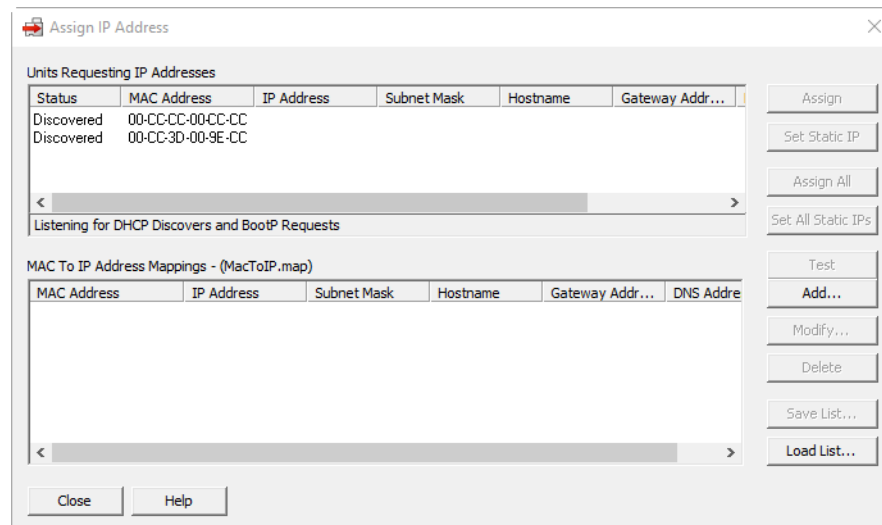 Assign IP Address
Units Requesting IP Addresses
Status MAC Address IP Address Subnet Mask Hostname Gateway Addr...
Discovered 00-CC-CC-00-CC-CC
Discovered 00-CC-3D-00-9E-CC
Listening for DHCP Discovers and BootP Requests
Assign
Set Static IP
Assign All
Set All Static IPs
MAC To IP Address Mappings - (MacToIP.map)
MAC Address IP Address Subnet Mask Hostname Gateway Addr... DNS Addre
Test
Add...
Modify...
Delete
Save List...
Load List...
Close Help